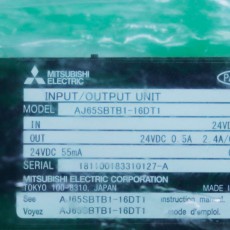 MITSUBISHI
ELECTRIC
INPUT/OUTPUT UNIT
MODEL AJ65SBTB1-16DT1
IN 24V
OUT 24VDC 0.5A 2.4A/
24VDC 55mA
SERIAL 181100183310127-A
MITSUBISHI ELECTRIC CORPORATION
TOKYO 100-8310, JAPAN MADE I
See AJ65SBTB1-16DT1 instruction manual.
Voyez AJ65SBTB1-16DT1 mode d'emploi.